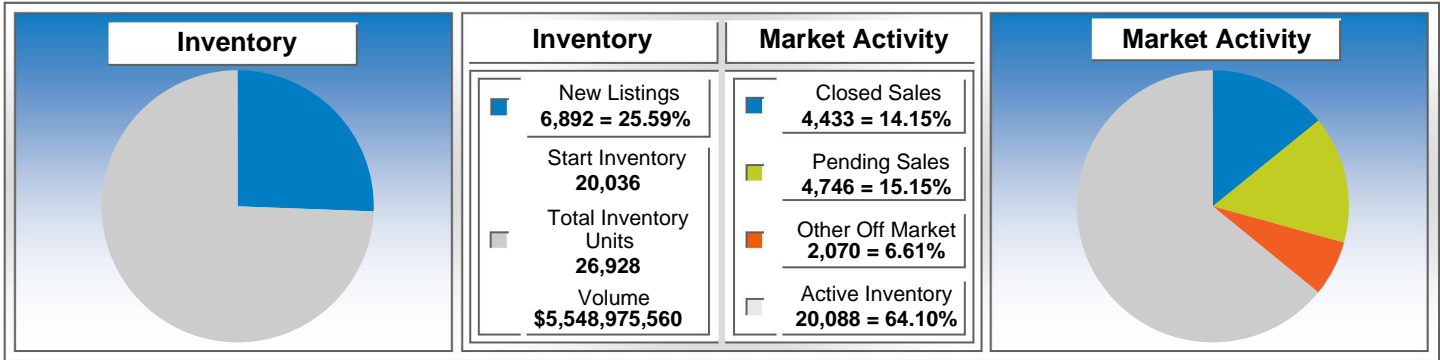 Inventory
Inventory
Market Activity
New Listings
6,892 = 25.59%
Start Inventory
20,036
Total Inventory
Units
26,928
Volume
$5,548,975,560
Closed Sales
4,433 = 14.15%
Pending Sales
4,746 = 15.15%
Other Off Market
2,070 = 6.61%
Active Inventory
20,088 = 64.10%
Market Activity